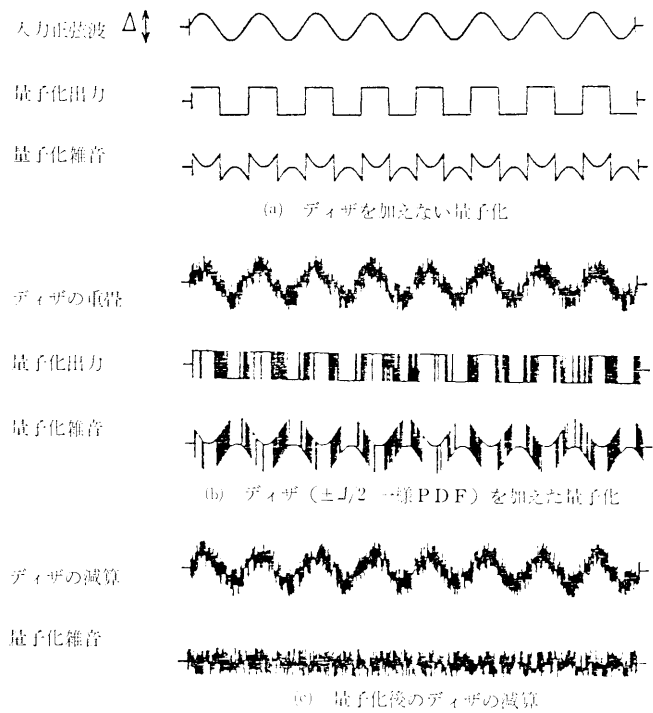 入力正弦波 Δ
量子化出力
量子化雑音
(a) ディザを加えない量子化
ディザの重畳
量子化出力
量子化雑音
(b) ディザ(±Δ/2 一様PDF)を加えた量子化
ディザの減算
量子化雑音
(c) 量子化後のディザの減算